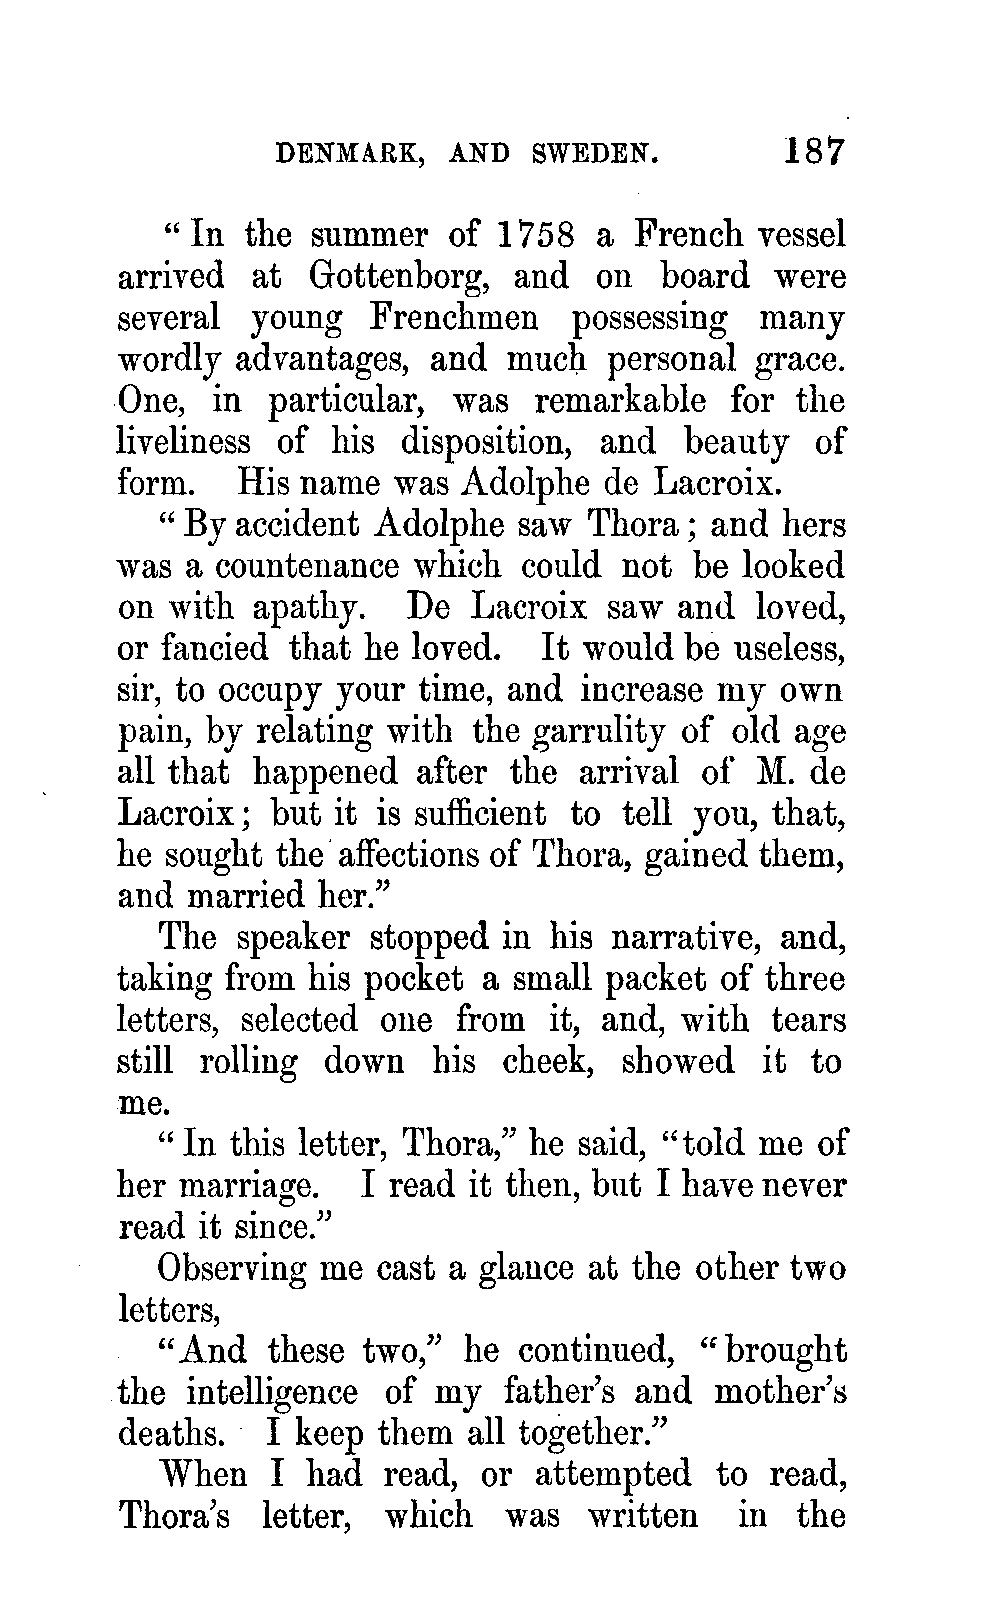 DENMARK, AND SWEDEN. 187
“ In the summer of 1758 a French vessel
arrived at Gottenborg, and on board were
several young Frenchmen possessing many
wordly advantages, and much personal grace.
One, in particular, was remarkable for the
liveliness of his disposition, and beauty of
form. His name was Adolphe de Lacroix.
“ By accident Adolphe saw Thora ; and hers
was a countenance which could not be looked
on with apathy. De Lacroix saw and loved,
or fancied that he loved. It would be useless,
sir, to occupy your time, and increase my own
pain, by relating with the garrulity of old age
all that happened after the arrival of M. de
Lacroix ; but it is sufficient to tell you, that,
he sought the affections of Thora, gained them,
and married her.”
The speaker stopped in his narrative, and,
taking from his pocket a small packet of three
letters, selected one from it, and, with tears
still rolling down his cheek, showed it to
me.
“ In this letter, Thora,” he said, “told me of
her marriage. I read it then, but I have never
read it since.”
Observing me cast a glance at the other two
letters,
“And these two,” he continued, “ brought
the intelligence of my father’s and mother’s
deaths. I keep them all together.”
When I had read, or attempted to read,
Thora’s letter, which was written in the